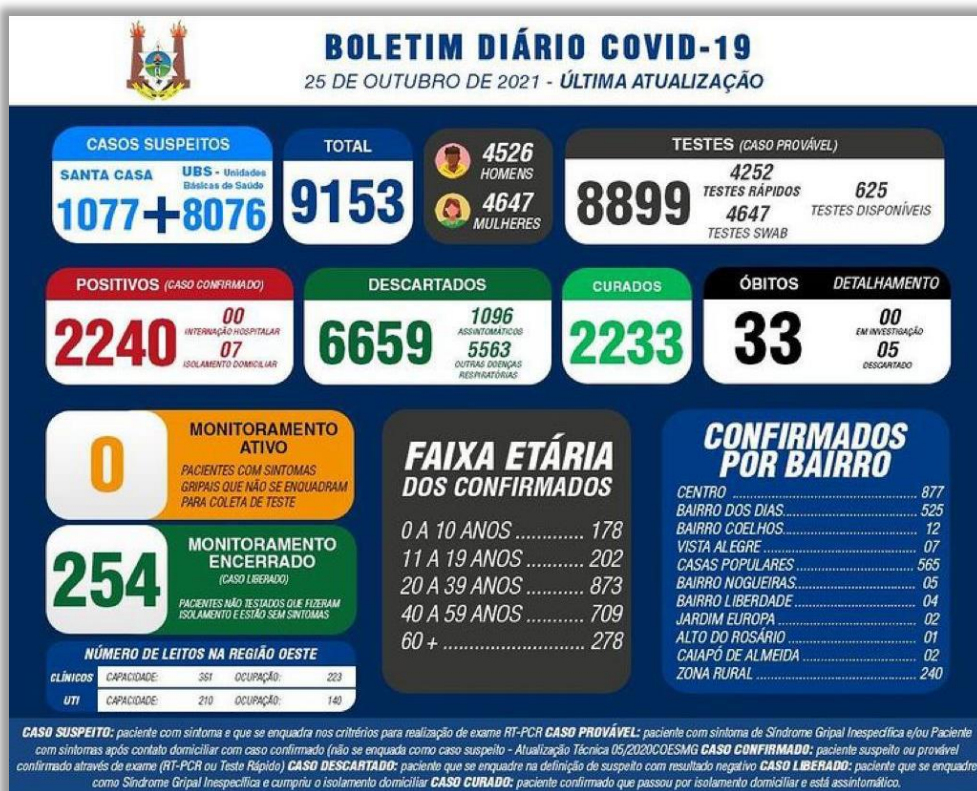 BOLETIM DIÁRIO COVID-19
25 DE OUTUBRO DE 2021 - ÚLTIMA ATUALIZAÇÃO
CASOS SUSPEITOS
SANTA CASA
1077
+
UBS - Unidades
Básicas de Saúde
8076
TOTAL
9153
4526
HOMENS
4647
MULHERES
TESTES (CASO PROVÁVEL)
8899
4252
TESTES RÁPIDOS
4647
TESTES SWAB
625
TESTES DISPONÍVEIS
POSITIVOS (CASO CONFIRMADO)
2240
00
INTERNAÇÃO HOSPITALAR
07
ISOLAMENTO DOMICILIAR
DESCARTADOS
6659
1096
ASSINTOMÁTICOS
5563
OUTRAS DOENÇAS
RESPIRATÓRIAS
CURADOS
2233
ÓBITOS
33
DETALHAMENTO
00
EM INVESTIGAÇÃO
05
DESCARTADO
0
MONITORAMENTO
ATIVO
PACIENTES COM SINTOMAS
GRIPAIS QUE NÃO SE ENQUADRAM
PARA COLETA DE TESTE
254
MONITORAMENTO
ENCERRADO
(CASO LIBERADO)
PACIENTES NÃO TESTADOS QUE FIZERAM
ISOLAMENTO E ESTÃO SEM SINTOMAS
NÚMERO DE LEITOS NA REGIÃO OESTE
CLÍNICOS CAPACIDADE: 361 OCUPAÇÃO: 223
UTI CAPACIDADE: 210 OCUPAÇÃO: 140
FAIXA ETÁRIA
DOS CONFIRMADOS
0 A 10 ANOS ............ 178
11 A 19 ANOS ........... 202
20 A 39 ANOS .......... 873
40 A 59 ANOS .......... 709
60 + ............................. 278
CONFIRMADOS
POR BAIRRO
CENTRO ................................ 877
BAIRRO DOS DIAS........................ 525
BAIRRO COELHOS........................ 12
VISTA ALEGRE ............................ 07
CASAS POPULARES ..................... 565
BAIRRO NOGUEIRAS..................... 05
BAIRRO LIBERDADE...................... 04
JARDIM EUROPA ........................ 02
ALTO DO ROSÁRIO ...................... 01
CAIAPÓ DE ALMEIDA .................... 02
ZONA RURAL ............................. 240
CASO SUSPEITO: paciente com sintoma e que se enquadra nos critérios para realização de exame RT-PCR CASO PROVÁVEL: paciente com sintoma de Síndrome Gripal Inespecífica e/ou Paciente
com sintomas após contato domiciliar com caso confirmado (não se enquada como caso suspeito - Atualização Técnica 05/2020COESMG CASO CONFIRMADO: paciente suspeito ou provável
confirmado através de exame (RT-PCR ou Teste Rápido) CASO DESCARTADO: paciente que se enquadre na definição de suspeito com resultado negativo CASO LIBERADO: paciente que se enquadre
como Síndrome Gripal Inespecífica e cumpriu o isolamento domiciliar CASO CURADO: paciente confirmado que passou por isolamento domiciliar e está assintomático.